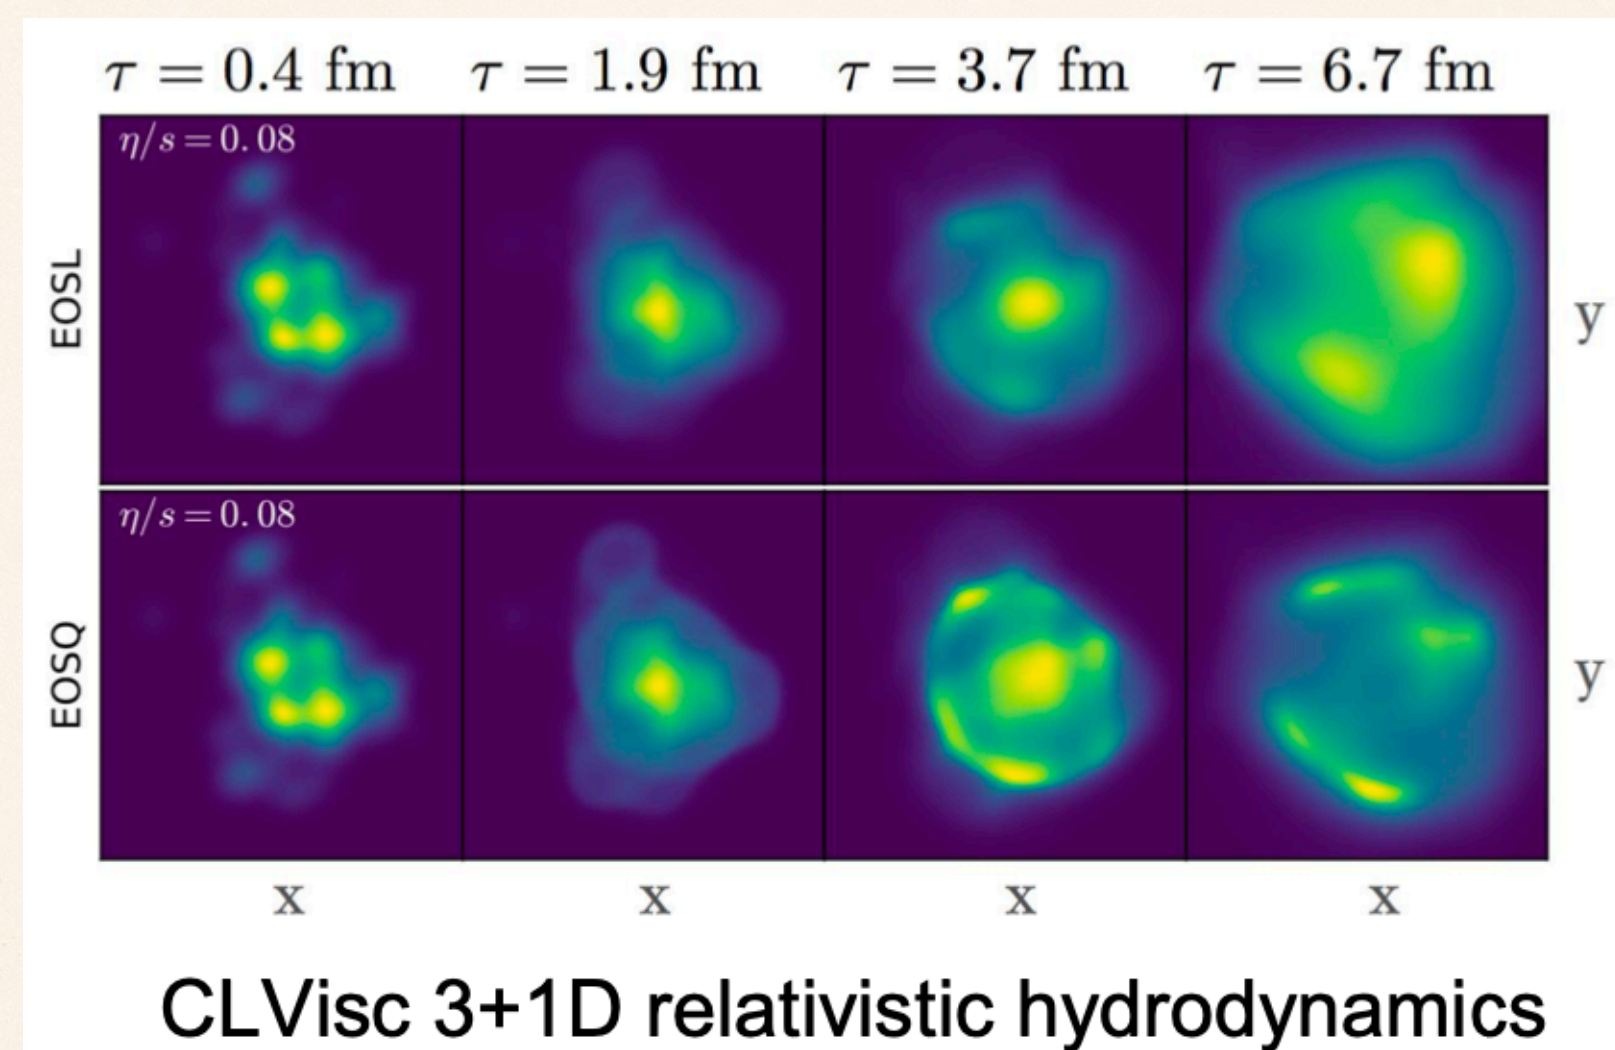 τ = 0.4 fm τ = 1.9 fm τ = 3.7 fm τ = 6.7 fm
η/s = 0.08
EOSL
y
η/s = 0.08
EOSQ
y
x x x x
CLVisc 3+1D relativistic hydrodynamics